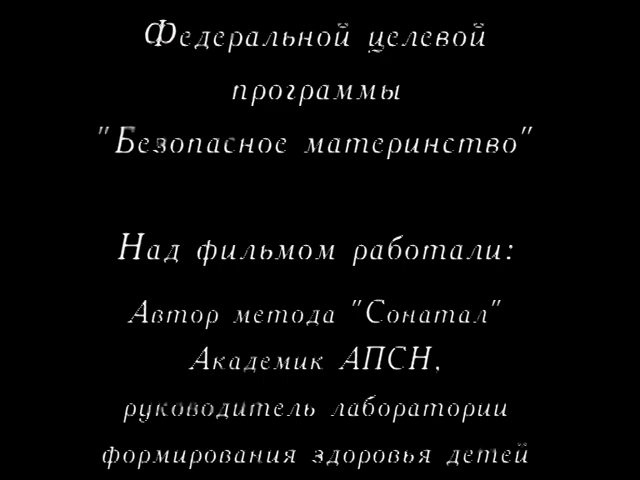 Федеральной целевой
программы
"Безопасное материнство"
Над фильмом работали:
Автор метода "Сонатал"
Академик АПСН,
руководитель лаборатории
формирования здоровья детей